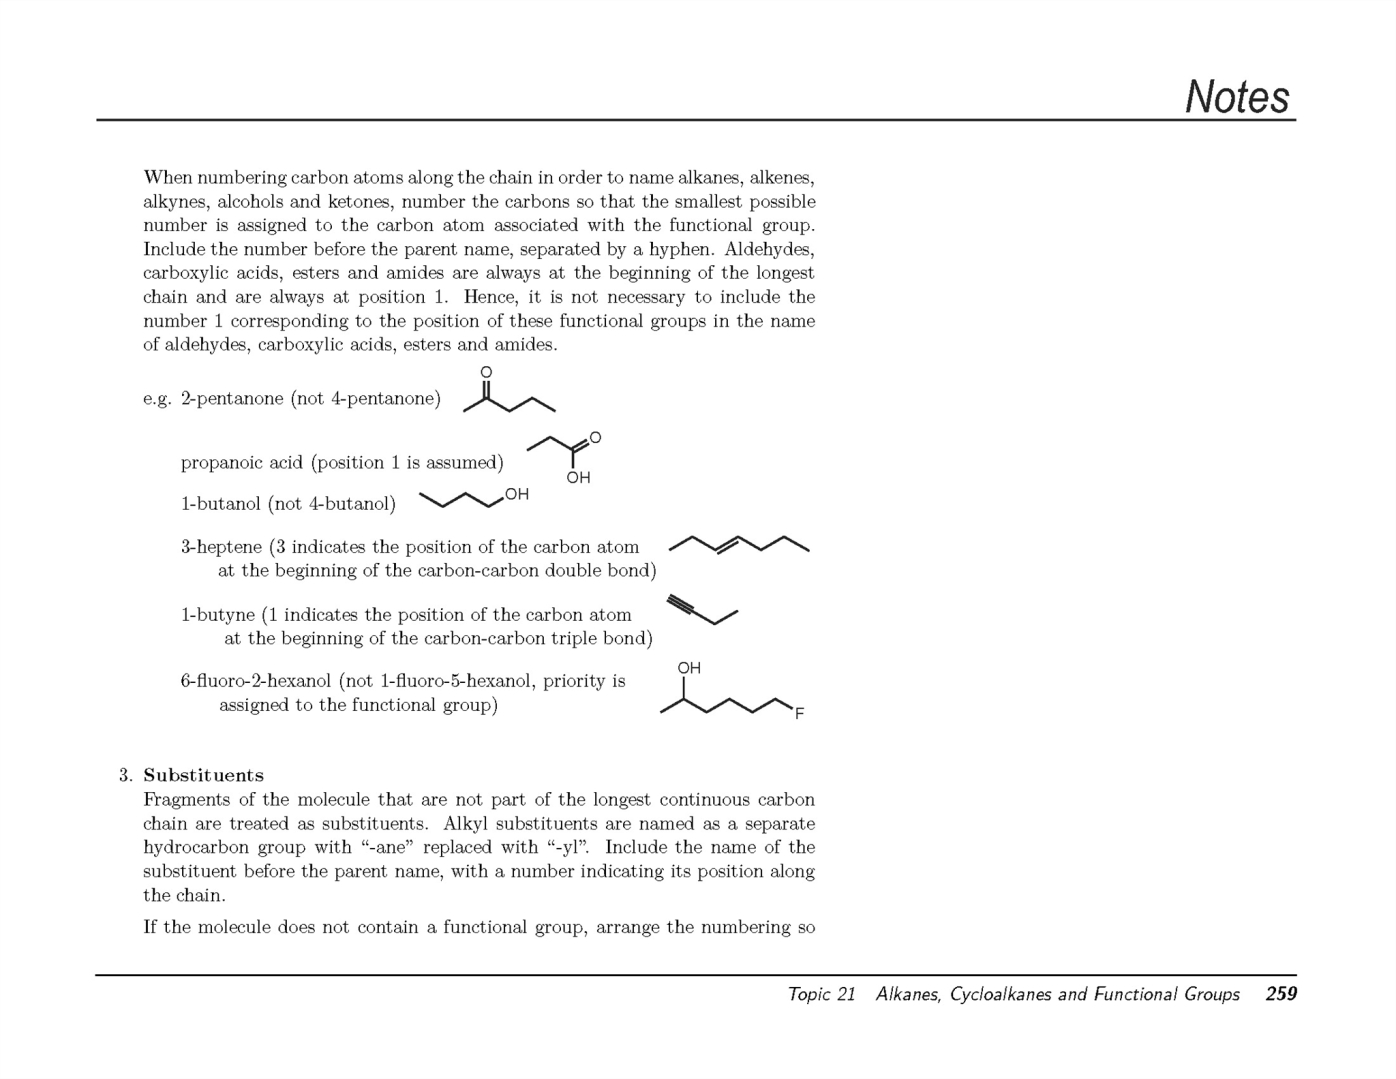 Notes
When numbering carbon atoms along the chain in order to name alkanes, alkenes,
alkynes, alcohols and ketones, number the carbons so that the smallest possible
number is assigned to the carbon atom associated with the functional group.
Include the number before the parent name, separated by a hyphen. Aldehydes,
carboxylic acids, esters and amides are always at the beginning of the longest
chain and are always at position 1. Hence, it is not necessary to include the
number 1 corresponding to the position of these functional groups in the name
of aldehydes, carboxylic acids, esters and amides.
O
e.g. 2-pentanone (not 4-pentanone)
O
propanoic acid (position 1 is assumed)
OH
1-butanol (not 4-butanol)
OH
3-heptene (3 indicates the position of the carbon atom
at the beginning of the carbon-carbon double bond)
1-butyne (1 indicates the position of the carbon atom
at the beginning of the carbon-carbon triple bond)
OH
6-fluoro-2-hexanol (not 1-fluoro-5-hexanol, priority is
assigned to the functional group)
F
3. Substituents
Fragments of the molecule that are not part of the longest continuous carbon
chain are treated as substituents. Alkyl substituents are named as a separate
hydrocarbon group with “-ane” replaced with “-yl”. Include the name of the
substituent before the parent name, with a number indicating its position along
the chain.
If the molecule does not contain a functional group, arrange the numbering so
Topic 21 Alkanes, Cycloalkanes and Functional Groups 259